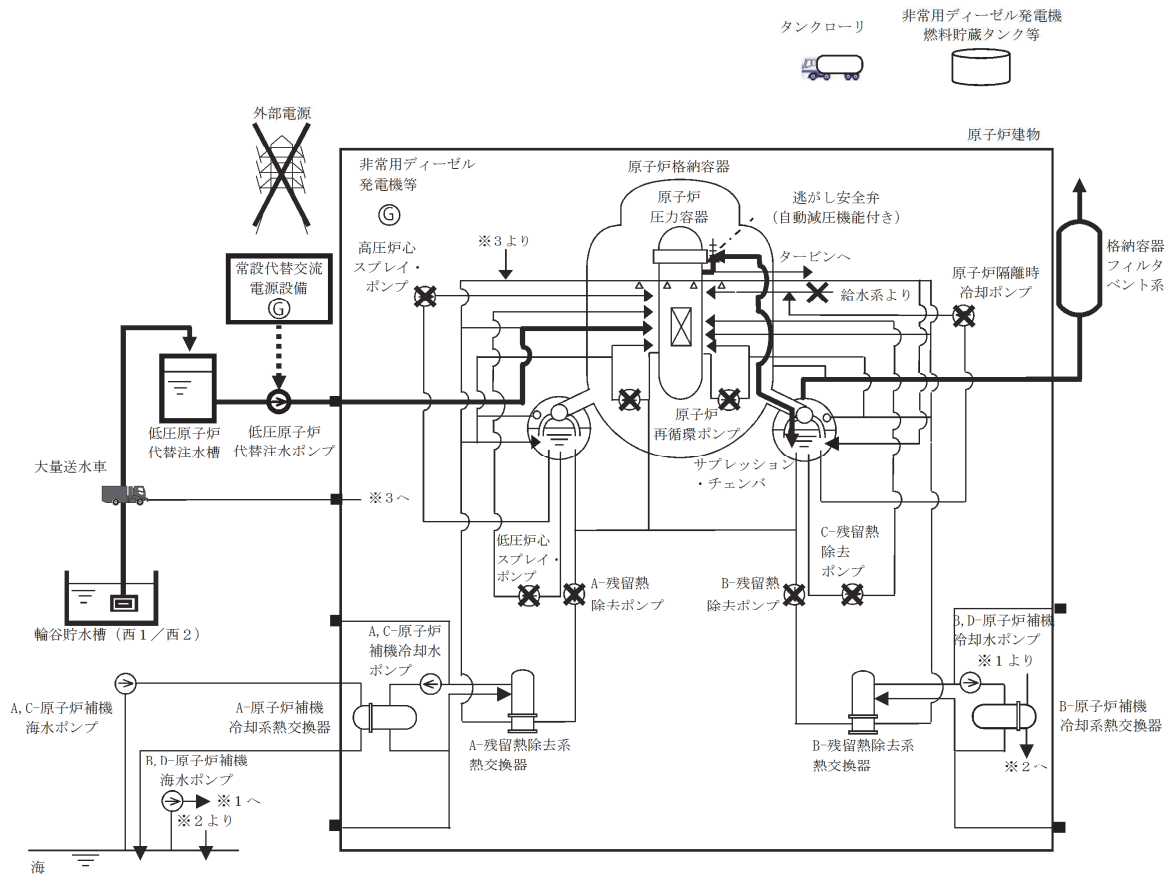 タンクローリ
非常用ディーゼル発電機
燃料貯蔵タンク等
外部電源
原子炉建物
非常用ディーゼル
発電機等
G
原子炉格納容器
原子炉
圧力容器
逃がし安全弁
(自動減圧機能付き)
※3より
タービンへ
高圧炉心
スプレイ・
ポンプ
給水系より
原子炉隔離時
冷却ポンプ
格納容器
フィルタ
ベント系
常設代替交流
電源設備
G
低圧原子炉
代替注水槽
低圧原子炉
代替注水ポンプ
原子炉
再循環ポンプ
サプレッション
・チェンバ
大量送水車
※3へ
低圧炉心
スプレイ・
ポンプ
A-残留熱
除去ポンプ
B-残留熱
除去ポンプ
C-残留熱
除去
ポンプ
輪谷貯水槽(西1/西2)
A,C-原子炉
補機冷却水
ポンプ
B,D-原子炉補機
冷却水ポンプ
※1より
A,C-原子炉補機
海水ポンプ
A-原子炉補機
冷却系熱交換器
A-残留熱除去系
熱交換器
B-残留熱除去系
熱交換器
B-原子炉補機
冷却系熱交換器
※2へ
B,D-原子炉補機
海水ポンプ
※1へ
※2より
海